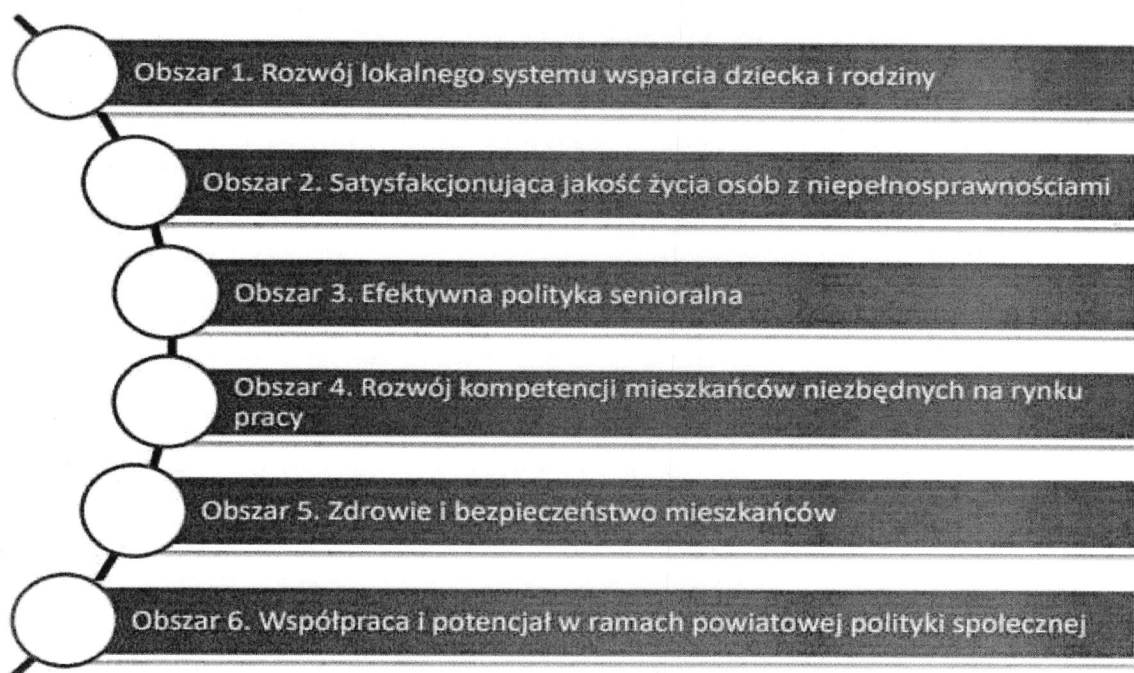 Obszar 1. Rozwój lokalnego systemu wsparcia dziecka i rodziny
Obszar 2. Satysfakcjonująca jakość życia osób z niepełnosprawnościami
Obszar 3. Efektywna polityka senioralna
Obszar 4. Rozwój kompetencji mieszkańców niezbędnych na rynku
pracy
Obszar 5. Zdrowie i bezpieczeństwo mieszkańców
Obszar 6. Współpraca i potencjał w ramach powiatowej polityki społecznej